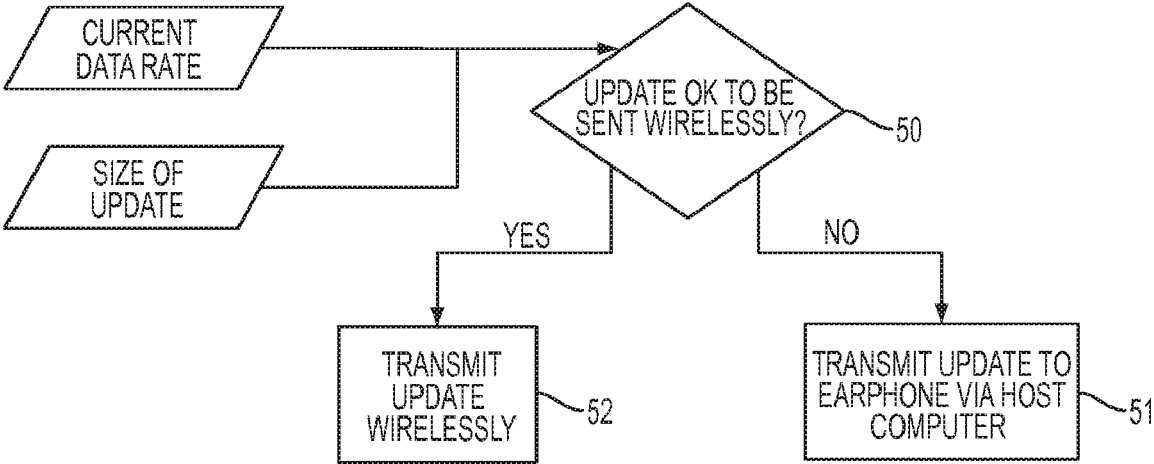 CURRENT
DATA RATE
UPDATE OK TO BE
SENT WIRELESSLY?
50
SIZE OF
UPDATE
YES
NO
TRANSMIT
UPDATE
WIRELESSLY
52
TRANSMIT UPDATE TO
EARPHONE VIA HOST
COMPUTER
51